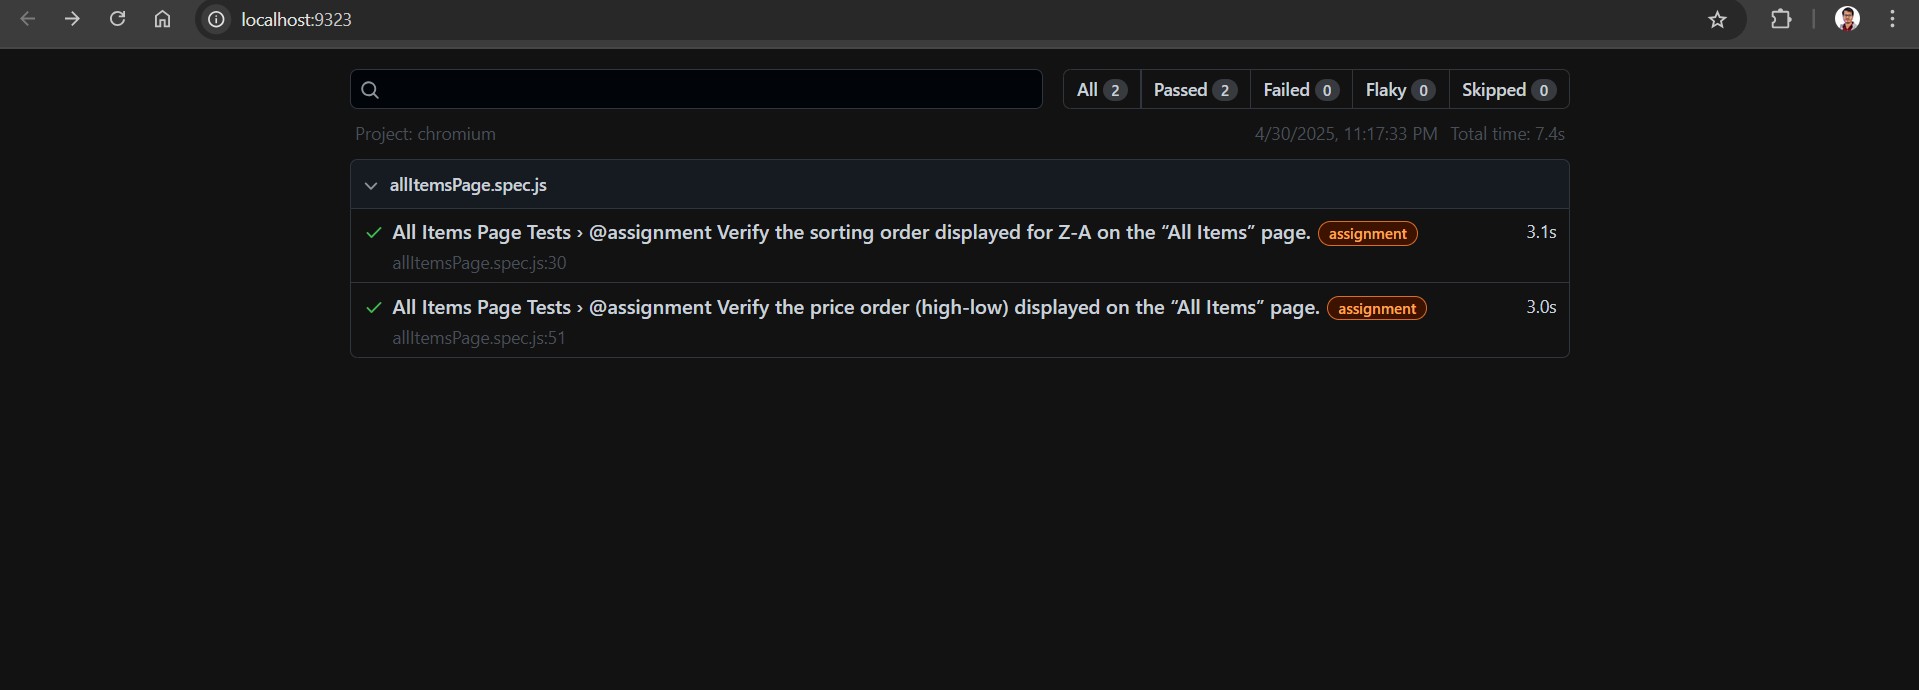 localhost:9323
All 2 Passed 2 Failed 0 Flaky 0 Skipped 0
Project: chromium 4/30/2025, 11:17:33 PM Total time: 7.4s
allItemsPage.spec.js
All Items Page Tests › @assignment Verify the sorting order displayed for Z-A on the “All Items” page. assignment 3.1s
allItemsPage.spec.js:30
All Items Page Tests › @assignment Verify the price order (high-low) displayed on the “All Items” page. assignment 3.0s
allItemsPage.spec.js:51